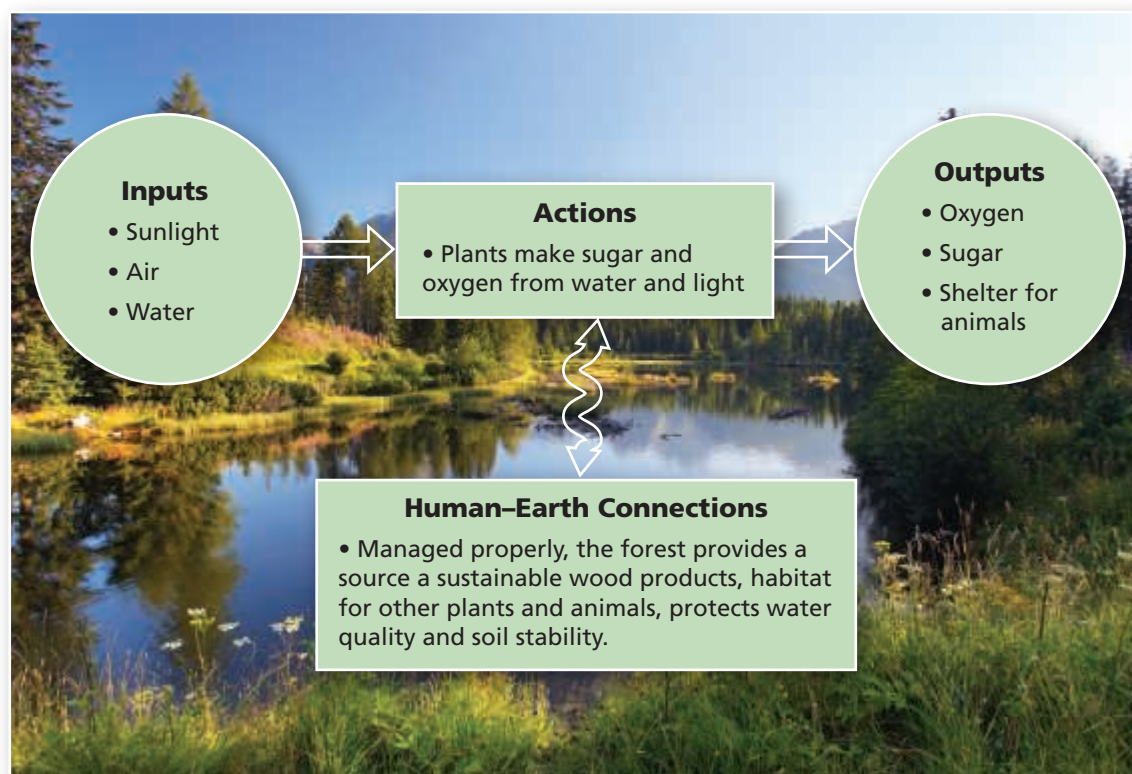 Inputs
• Sunlight
• Air
• Water
Actions
• Plants make sugar and
oxygen from water and light
Outputs
• Oxygen
• Sugar
• Shelter for
animals
Human–Earth Connections
• Managed properly, the forest provides a
source a sustainable wood products, habitat
for other plants and animals, protects water
quality and soil stability.